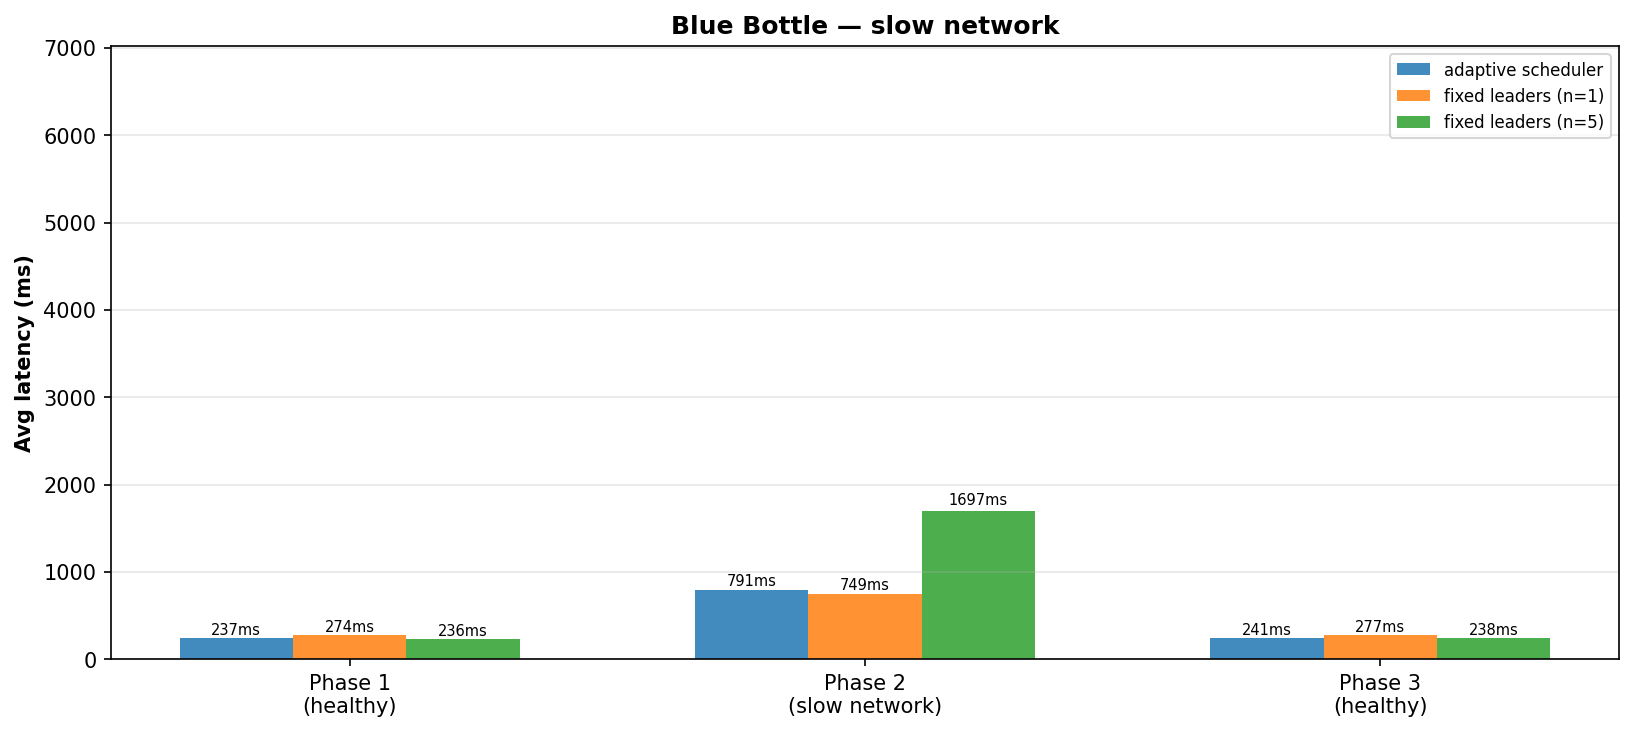 Blue Bottle — slow network
adaptive scheduler
fixed leaders (n=1)
fixed leaders (n=5)
Avg latency (ms)
7000
6000
5000
4000
3000
2000
1000
0
237ms
274ms
236ms
791ms
749ms
1697ms
241ms
277ms
238ms
Phase 1
(healthy)
Phase 2
(slow network)
Phase 3
(healthy)